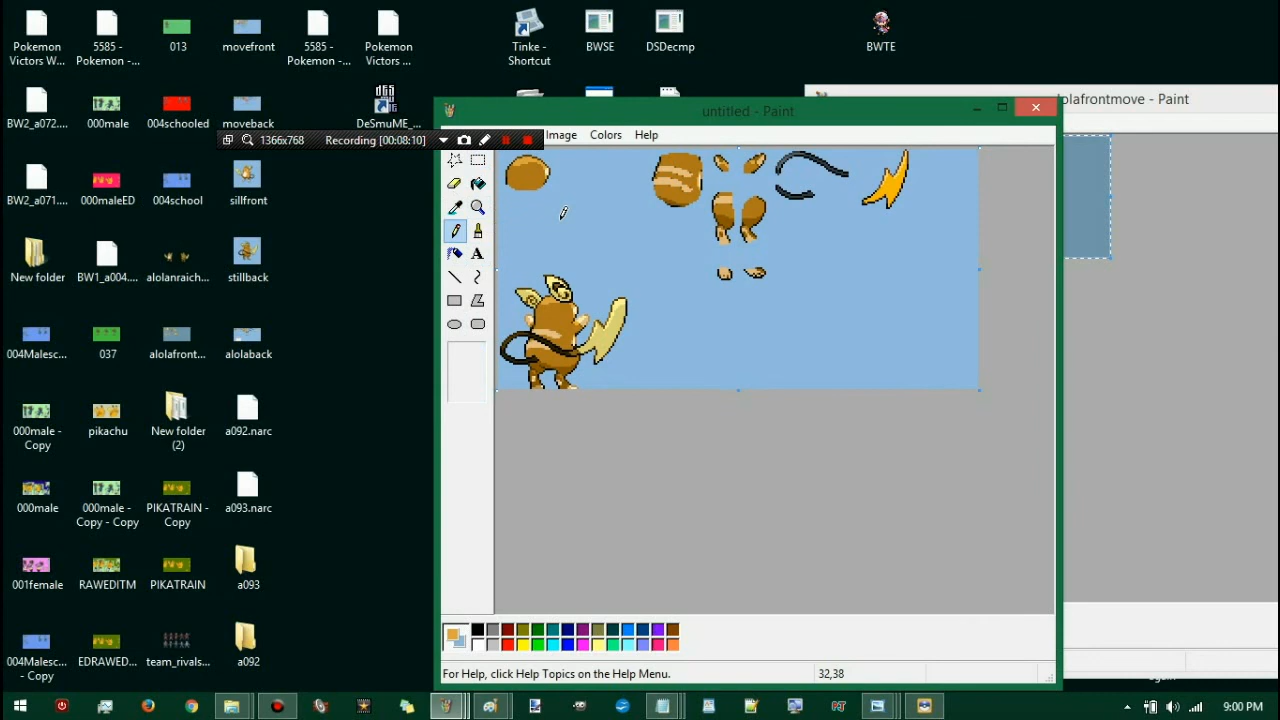 Pokemon Victors W...
5585 - Pokemon -...
013
movefront
5585 - Pokemon -...
Pokemon Victors ...
Tinke - Shortcut
BWSE
DSDecmp
BWTE
BW2_a072....
000male
004schooled
moveback
DeSmuME_...
olafrontmove - Paint
untitled - Paint
1366x768
Recording [00:08:10]
Image
Colors
Help
BW2_a071....
000maleED
004school
sillfront
New folder
BW1_a004....
alolanraich...
stillback
004Malesc...
037
alolafront...
alolaback
000male - Copy
pikachu
New folder (2)
a092.narc
000male
000male - Copy - Copy
PIKATRAIN - Copy
a093.narc
001female
RAWEDITM
PIKATRAIN
a093
004Malesc... - Copy
EDRAWED...
team_rivals...
a092
For Help, click Help Topics on the Help Menu.
32,38
9:00 PM